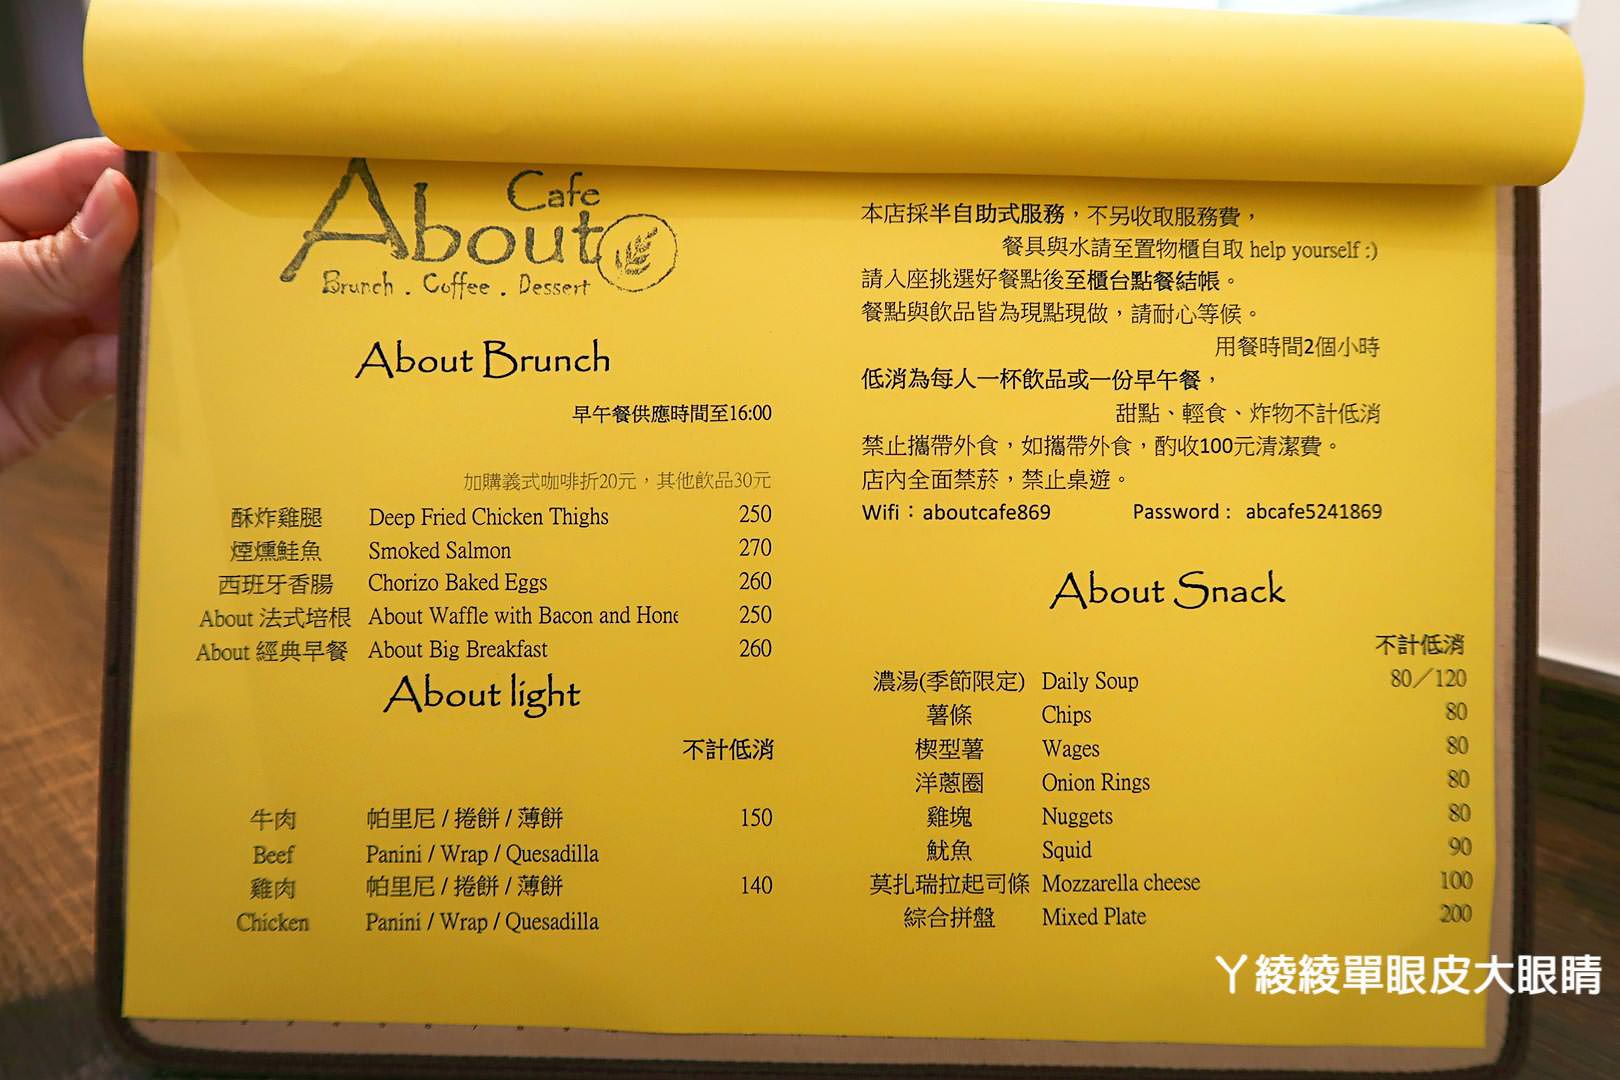 Cafe
About
Brunch . Coffee . Dessert
About Brunch
早午餐供應時間至16:00
加購義式咖啡折20元，其他飲品30元
酥炸雞腿 Deep Fried Chicken Thighs 250
煙燻鮭魚 Smoked Salmon 270
西班牙香腸 Chorizo Baked Eggs 260
About 法式培根 About Waffle with Bacon and Hone 250
About 經典早餐 About Big Breakfast 260
About light
不計低消
牛肉 帕里尼 / 捲餅 / 薄餅 150
Beef Panini / Wrap / Quesadilla
雞肉 帕里尼 / 捲餅 / 薄餅 140
Chicken Panini / Wrap / Quesadilla
本店採半自助式服務，不另收取服務費，
餐具與水請至置物櫃自取 help yourself :)
請入座挑選好餐點後至櫃台點餐結帳。
餐點與飲品皆為現點現做，請耐心等候。
用餐時間2個小時
低消為每人一杯飲品或一份早午餐，
甜點、輕食、炸物不計低消
禁止攜帶外食，如攜帶外食，酌收100元清潔費。
店內全面禁菸，禁止桌遊。
Wifi：aboutcafe869 Password： abcafe5241869
About Snack
不計低消
濃湯(季節限定) Daily Soup 80／120
薯條 Chips 80
楔型薯 Wages 80
洋蔥圈 Onion Rings 80
雞塊 Nuggets 80
魷魚 Squid 90
莫扎瑞拉起司條 Mozzarella cheese 100
綜合拼盤 Mixed Plate 200
ㄚ綾綾單眼皮大眼睛